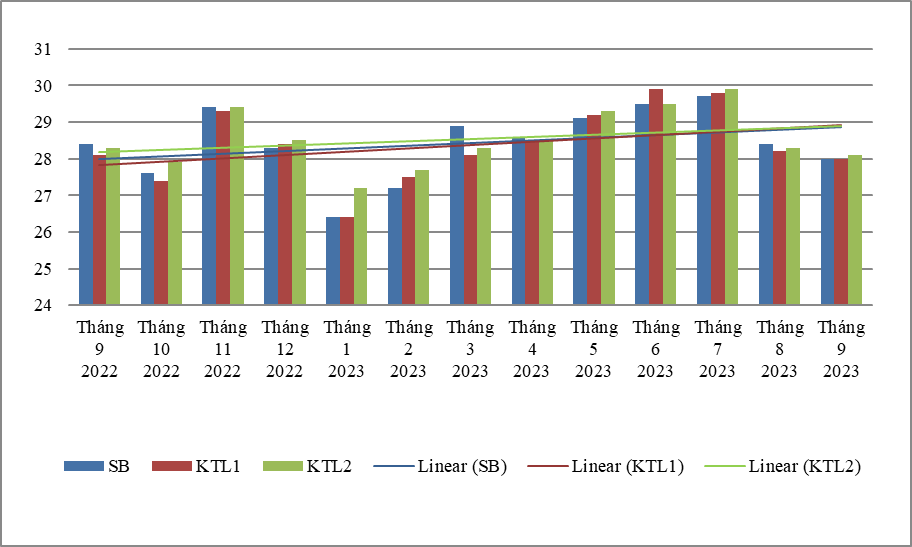 31
30
29
28
27
26
25
24
Tháng Tháng Tháng Tháng Tháng Tháng Tháng Tháng Tháng Tháng Tháng Tháng Tháng
9 10 11 12 1 2 3 4 5 6 7 8 9
2022 2022 2022 2022 2023 2023 2023 2023 2023 2023 2023 2023 2023
SB KTL1 KTL2 Linear (SB) Linear (KTL1) Linear (KTL2)